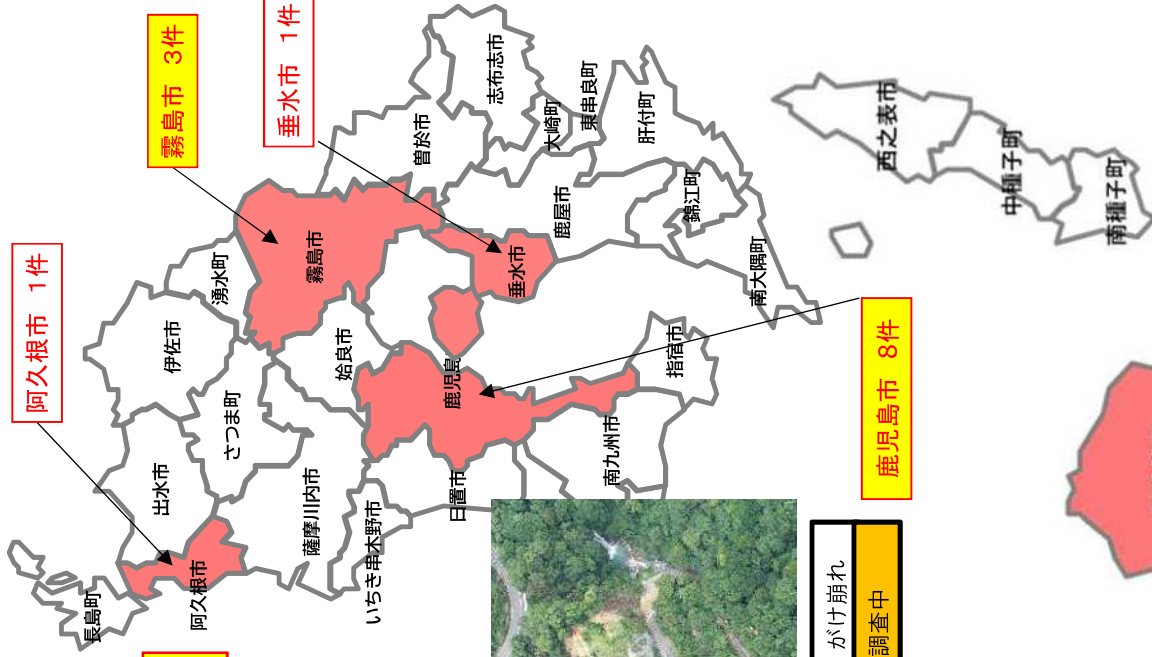 阿久根市 1件
霧島市 3件
垂水市 1件
鹿児島市 8件
長島町
出水市
阿久根市
伊佐市
さつま町
湧水町
薩摩川内市
いちき串木野市
霧島市
姶良市
鹿児島
日置市
南九州市
指宿市
曽於市
志布志市
大崎町
東串良町
鹿屋市
垂水市
肝付町
錦江町
南大隅町
西之表市
中種子町
南種子町
がけ崩れ
調査中